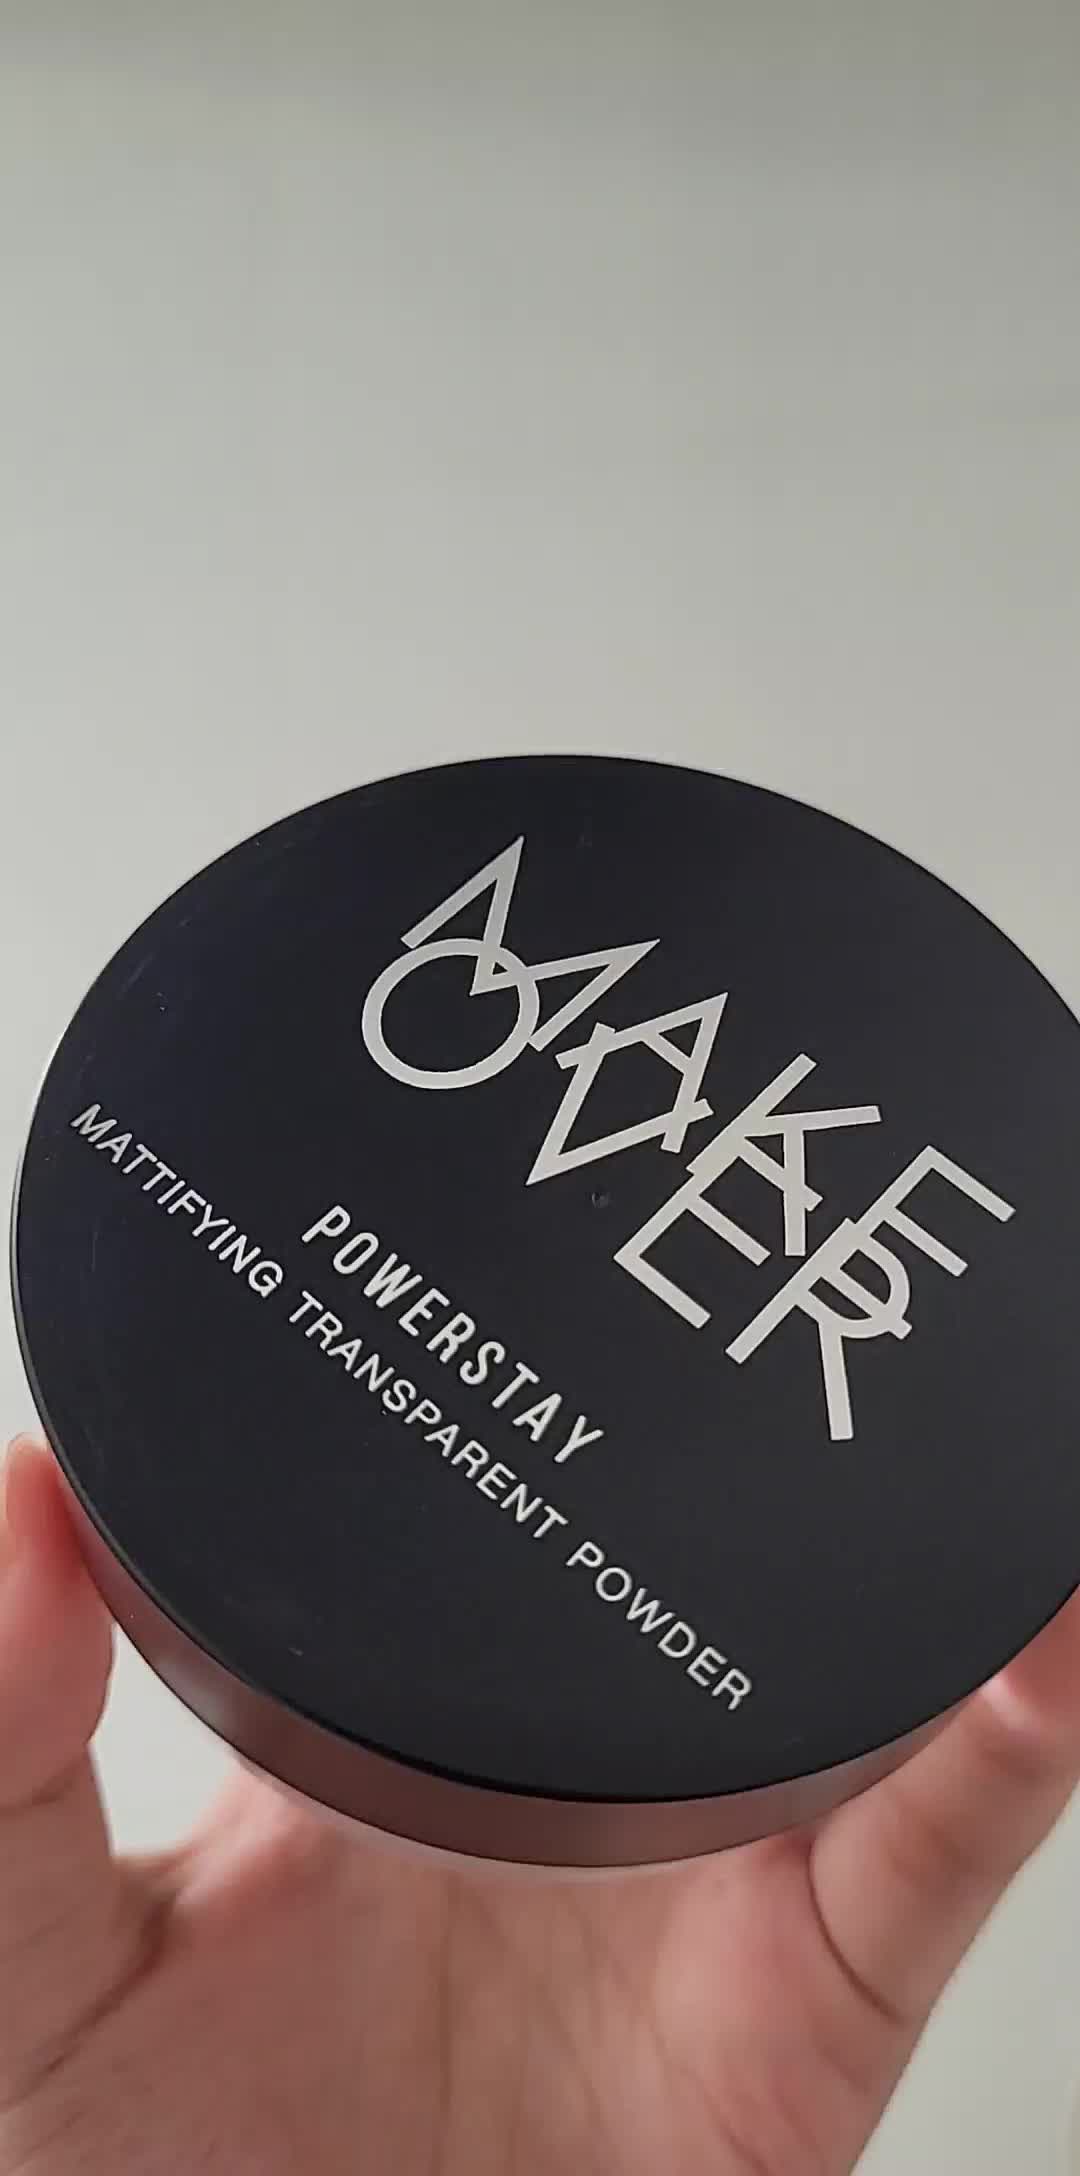 MAKE
OVER
POWERSTAY
MATTIFYING TRANSPARENT POWDER